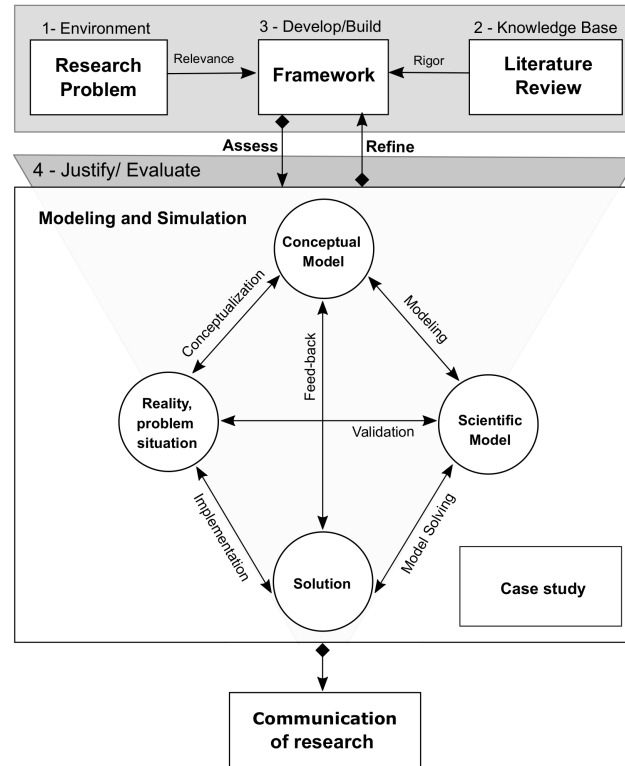 1- Environment
3 - Develop/Build
2 - Knowledge Base
Research
Problem
Relevance
Framework
Rigor
Literature
Review
Assess
Refine
4 - Justify/ Evaluate
Modeling and Simulation
Conceptual
Model
Conceptualization
Modeling
Feed-back
Reality,
problem
situation
Validation
Scientific
Model
Implementation
Model Solving
Solution
Case study
Communication
of research